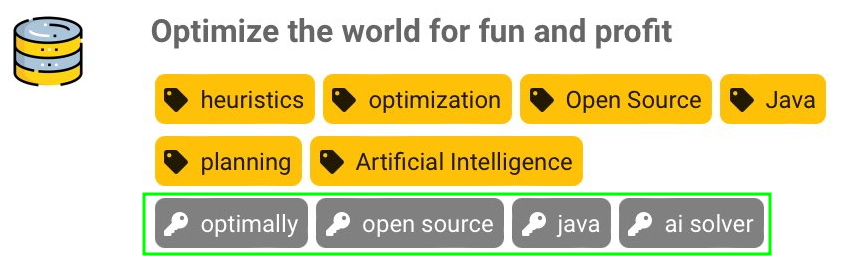 Optimize the world for fun and profit
heuristics optimization Open Source Java
planning Artificial Intelligence
optimally open source java ai solver